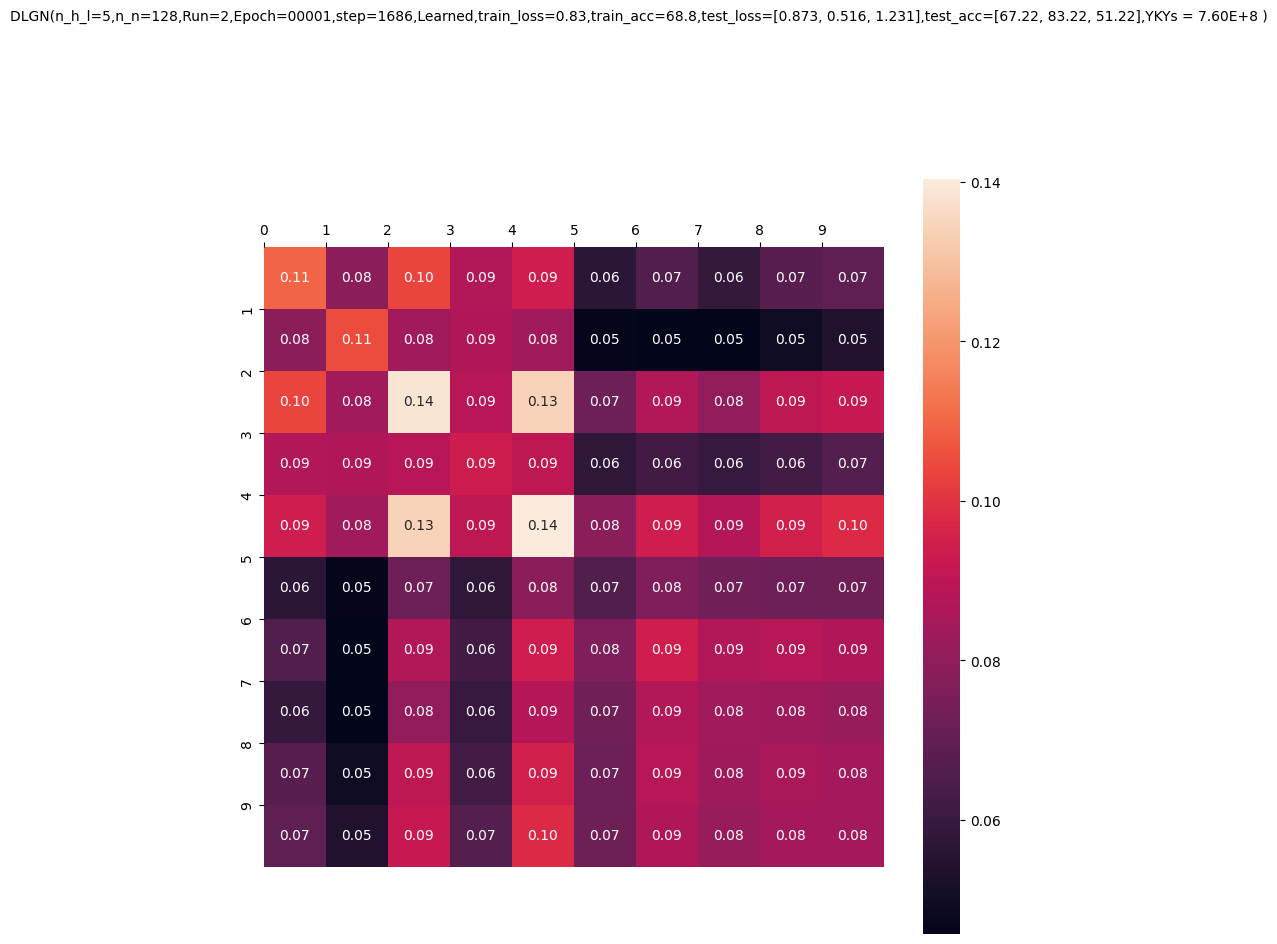 DLGN(n_h_l=5,n_n=128,Run=2,Epoch=00001,step=1686,Learned,train_loss=0.83,train_acc=68.8,test_loss=[0.873, 0.516, 1.231],test_acc=[67.22, 83.22, 51.22],YKYs = 7.60E+8 )
0 1 2 3 4 5 6 7 8 9
0.11 0.08 0.10 0.09 0.09 0.06 0.07 0.06 0.07 0.07
1
0.08 0.11 0.08 0.09 0.08 0.05 0.05 0.05 0.05 0.05
2
0.10 0.08 0.14 0.09 0.13 0.07 0.09 0.08 0.09 0.09
3
0.09 0.09 0.09 0.09 0.09 0.06 0.06 0.06 0.06 0.07
4
0.09 0.08 0.13 0.09 0.14 0.08 0.09 0.09 0.09 0.10
5
0.06 0.05 0.07 0.06 0.08 0.07 0.08 0.07 0.07 0.07
6
0.07 0.05 0.09 0.06 0.09 0.08 0.09 0.09 0.09 0.09
7
0.06 0.05 0.08 0.06 0.09 0.07 0.09 0.08 0.08 0.08
8
0.07 0.05 0.09 0.06 0.09 0.07 0.09 0.08 0.09 0.08
9
0.07 0.05 0.09 0.07 0.10 0.07 0.09 0.08 0.08 0.08
0.14
0.12
0.10
0.08
0.06